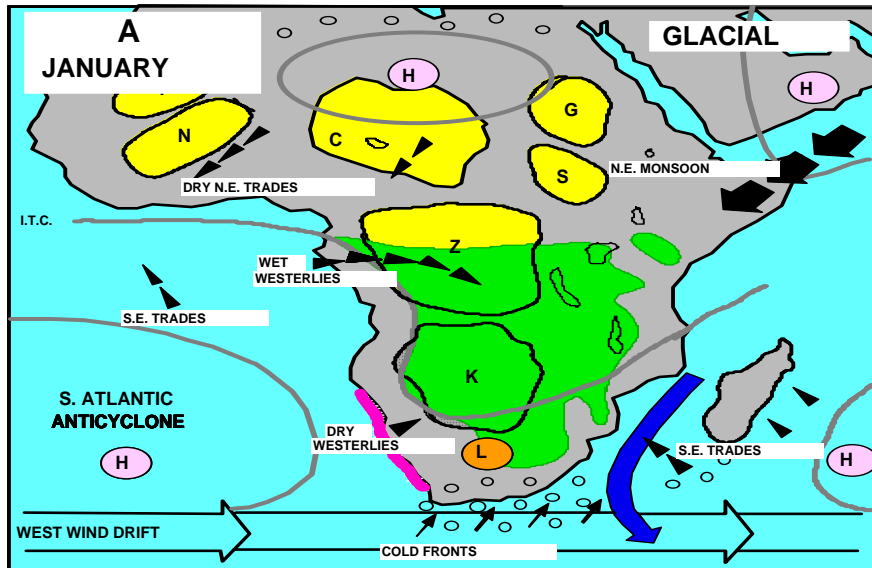 A
JANUARY
GLACIAL
H
H
N
C
G
S
DRY N.E. TRADES
N.E. MONSOON
I.T.C.
Z
WET
WESTERLIES
S.E. TRADES
K
S. ATLANTIC
ANTICYCLONE
DRY
WESTERLIES
L
S.E. TRADES
H
H
WEST WIND DRIFT
COLD FRONTS